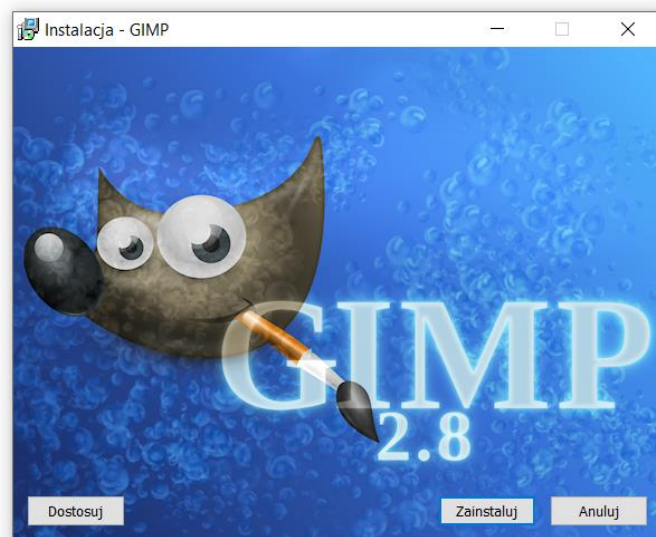 Instalacja - GIMP
GIMP
2.8
Dostosuj
Zainstaluj
Anuluj